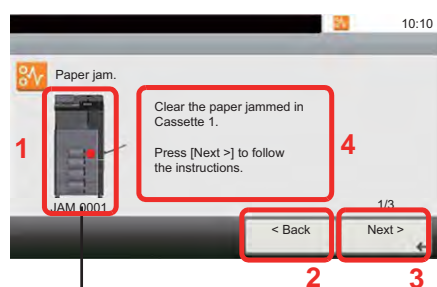 10:10
Paper jam.
Clear the paper jammed in
Cassette 1.
Press [Next >] to follow
the instructions.
1
4
JAM 0001
1/3
< Back
Next >
2
3